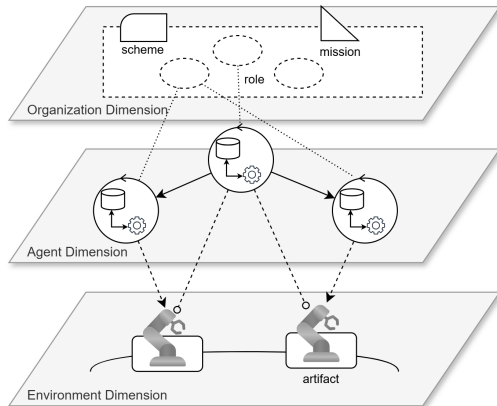 scheme
mission
role
Organization Dimension
Agent Dimension
artifact
Environment Dimension